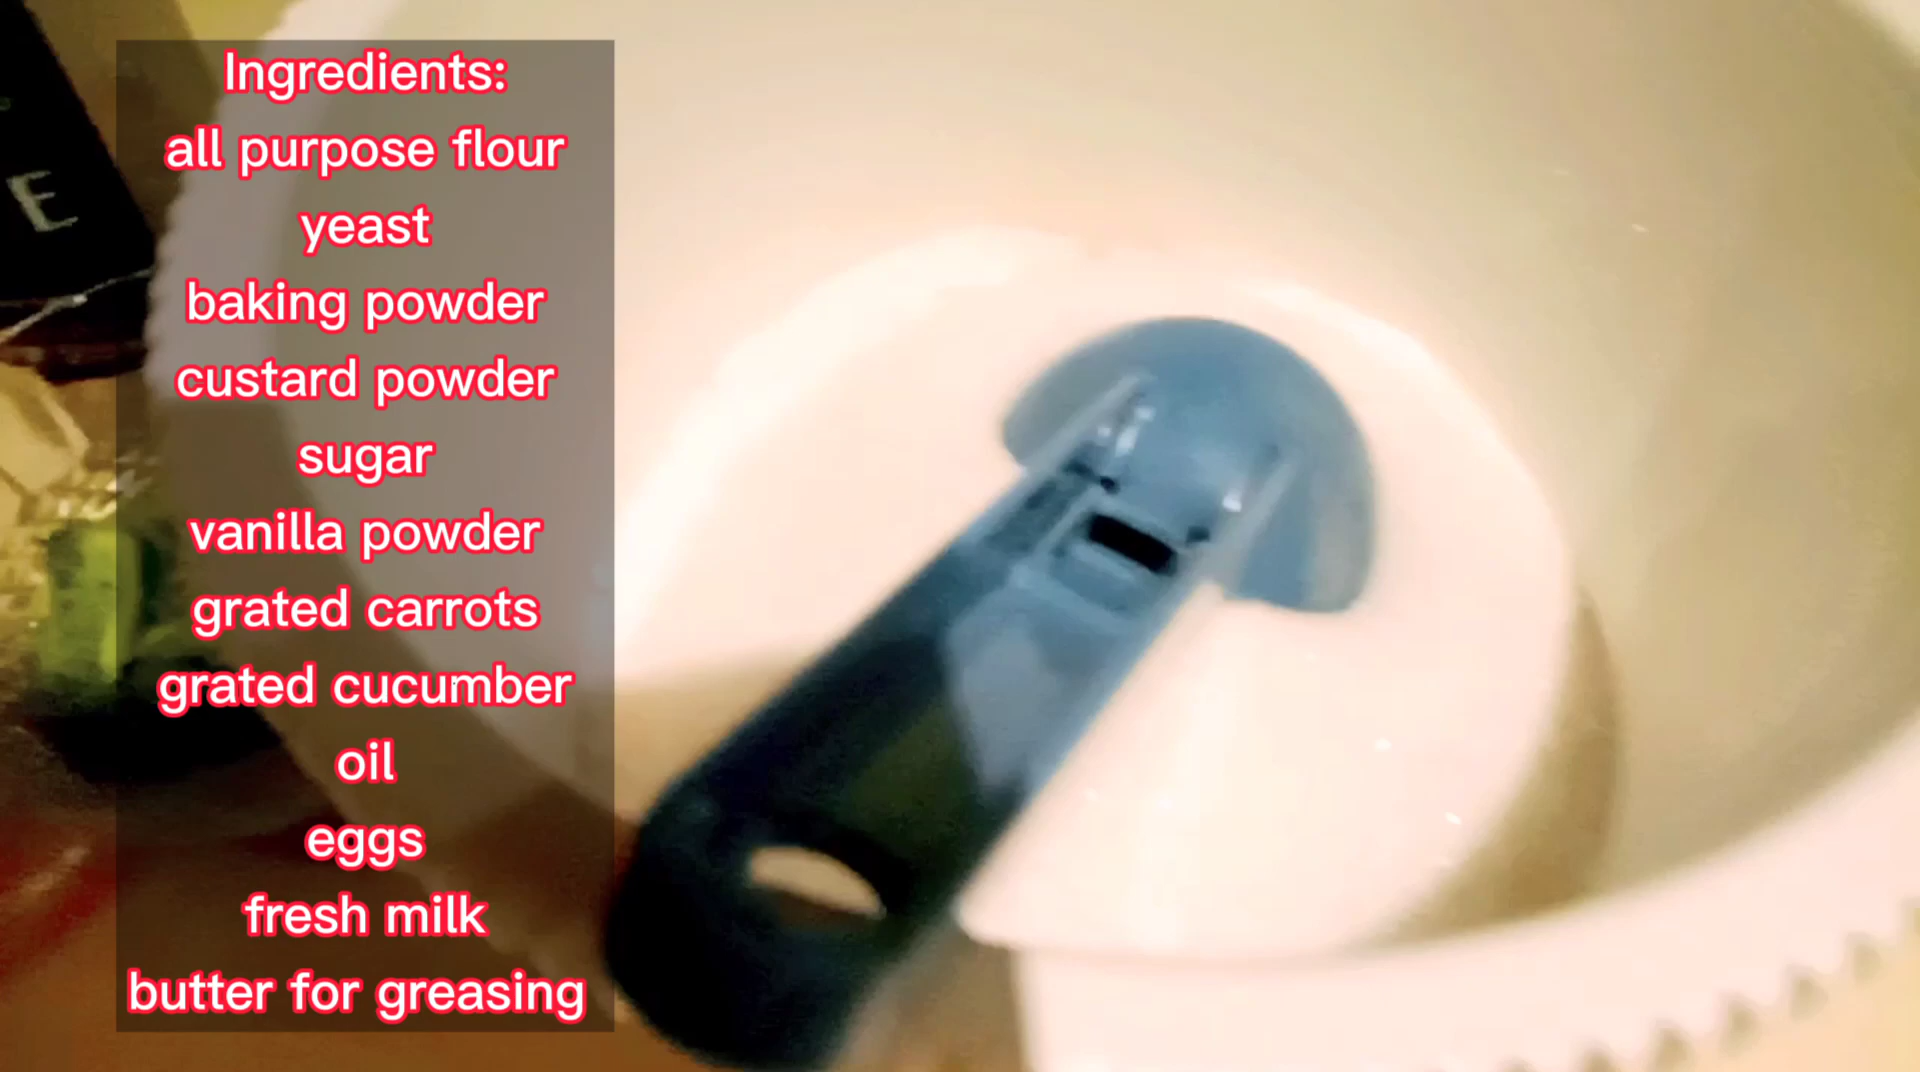 E
Ingredients:
all purpose flour
yeast
baking powder
custard powder
sugar
vanilla powder
grated carrots
grated cucumber
oil
eggs
fresh milk
butter for greasing